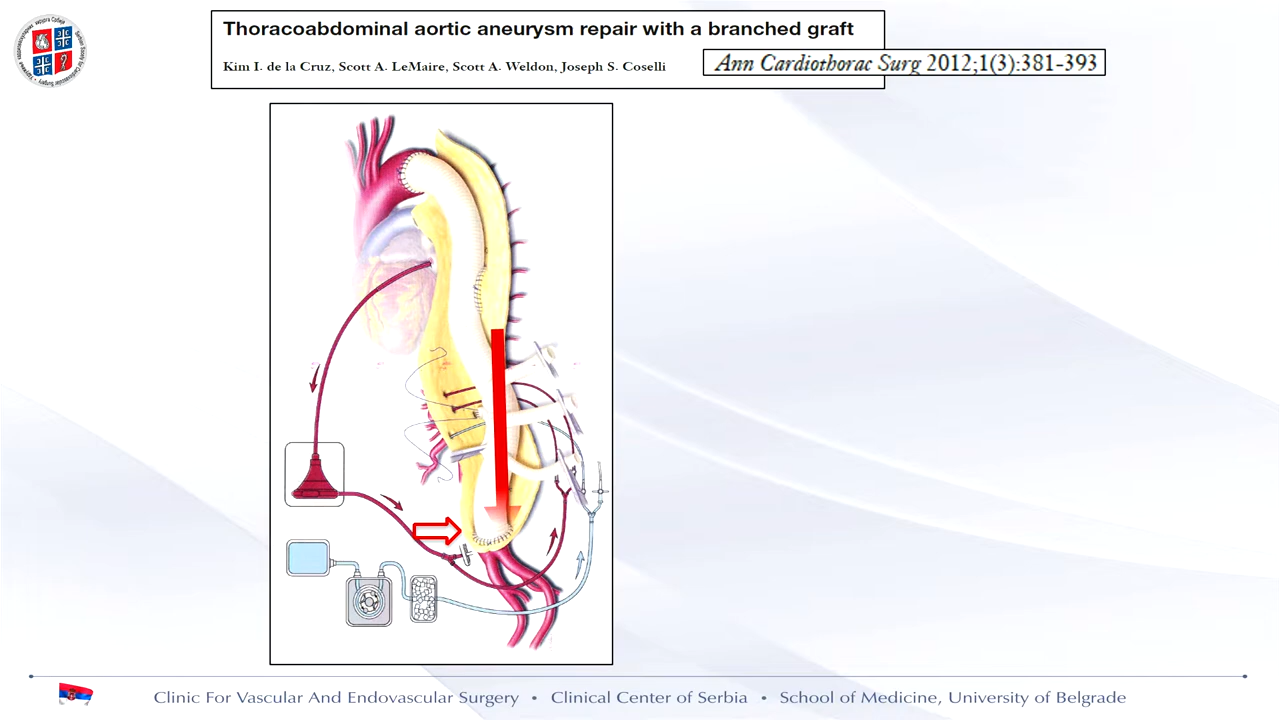 Thoracoabdominal aortic aneurysm repair with a branched graft
Kim I. de la Cruz, Scott A. LeMaire, Scott A. Weldon, Joseph S. Coselli
Ann Cardiothorac Surg 2012;1(3):381-393
Clinic For Vascular And Endovascular Surgery • Clinical Center of Serbia • School of Medicine, University of Belgrade